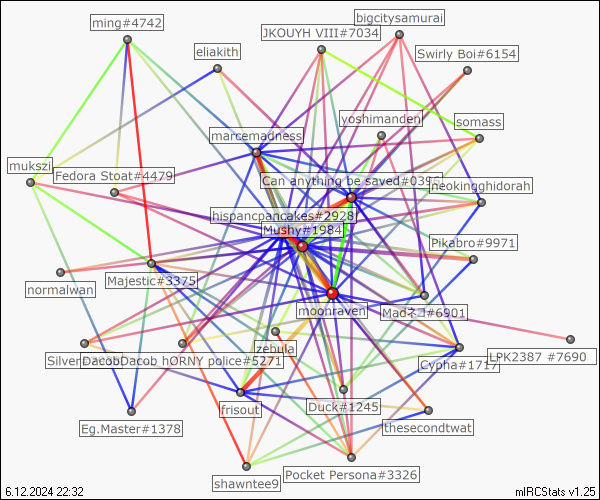 ming#4742
bigcitysamurai
JKOUYH VIII#7034
eliakith
Swirly Boi#6154
yoshimanden
somass
marcemadness
mukszi
Fedora Stoat#4479
Can anything be saved#039
neokingghidorah
hispancpancakes#2928
Mushy#1984
Pikabro#9971
normalwan
Majestic#3375
moonraven
Madネコ#6901
Silver
DacobDacob hORNY police#5271
zebula
LPK2387 #7690
Cypha#1717
frisout
Duck#1245
Eg.Master#1378
thesecondtwat
shawntee9
Pocket Persona#3326
6.12.2024 22:32
mIRCStats v1.25